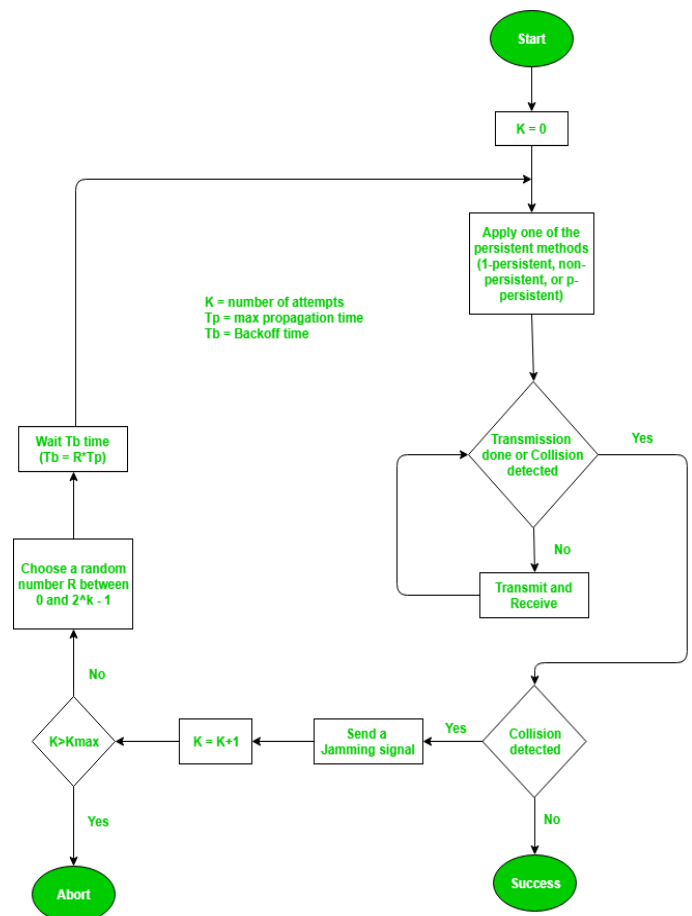 Start
K = 0
Apply one of the
persistent methods
(1-persistent, non-
persistent, or p-
persistent)
K = number of attempts
Tp = max propagation time
Tb = Backoff time
Transmission
done or Collision
detected
Yes
No
Transmit and
Receive
Wait Tb time
(Tb = R*Tp)
Choose a random
number R between
0 and 2^k - 1
No
K>Kmax
K = K+1
Send a
Jamming signal
Yes
Collision
detected
Yes
No
Abort
Success